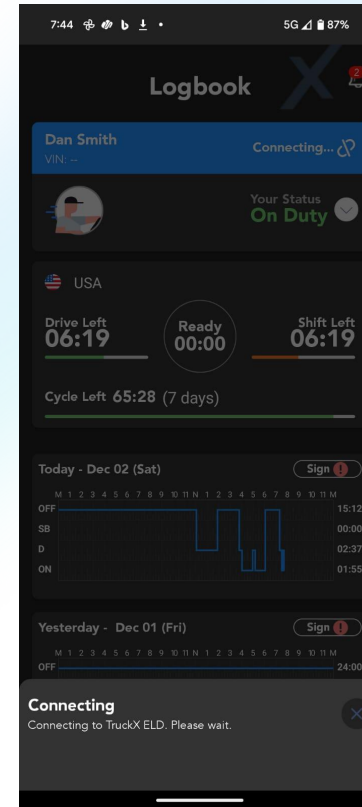 7:44 5G 87%
Logbook X 2
Dan Smith Connecting...
VIN: --
Your Status
On Duty
USA
Drive Left Ready Shift Left
06:19 00:00 06:19
Cycle Left 65:28 (7 days)
Today - Dec 02 (Sat) Sign !
M 1 2 3 4 5 6 7 8 9 10 11 N 1 2 3 4 5 6 7 8 9 10 11 M
OFF 15:12
SB 00:00
D 02:37
ON 01:55
Yesterday - Dec 01 (Fri) Sign !
M 1 2 3 4 5 6 7 8 9 10 11 N 1 2 3 4 5 6 7 8 9 10 11 M
OFF 24:00
Connecting
Connecting to TruckX ELD. Please wait.